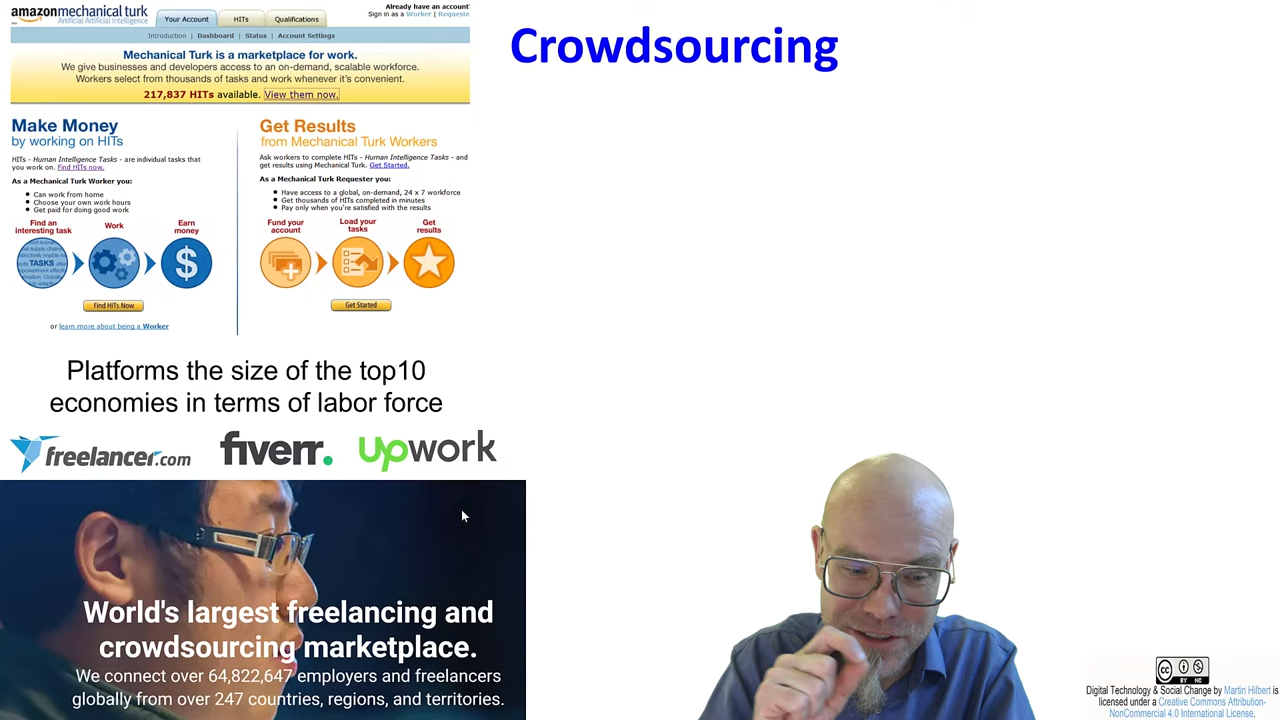 amazonmechanical turk
Artificial Artificial Intelligence
Your Account
HITs
Qualifications
Already have an account?
Sign in as a Worker | Requeste
Introduction | Dashboard | Status | Account Settings
Mechanical Turk is a marketplace for work.
We give businesses and developers access to an on-demand, scalable workforce.
Workers select from thousands of tasks and work whenever it's convenient.
217,837 HITs available. View them now.
Make Money
by working on HITs
HITs - Human Intelligence Tasks - are individual tasks that
you work on. Find HITs now.
As a Mechanical Turk Worker you:
• Can work from home
• Choose your own work hours
• Get paid for doing good work
Find an
interesting task
Work
Earn
money
TASKS
$
Find HITs Now
or learn more about being a Worker
Get Results
from Mechanical Turk Workers
Ask workers to complete HITs - Human Intelligence Tasks - and
get results using Mechanical Turk. Get Started.
As a Mechanical Turk Requester you:
• Have access to a global, on-demand, 24 x 7 workforce
• Get thousands of HITs completed in minutes
• Pay only when you're satisfied with the results
Fund your
account
Load your
tasks
Get
results
Get Started
Crowdsourcing
Platforms the size of the top10
economies in terms of labor force
freelancer.com
fiverr.
upwork
World's largest freelancing and
crowdsourcing marketplace.
We connect over 64,822,647 employers and freelancers
globally from over 247 countries, regions, and territories.
cc
BY NC
Digital Technology & Social Change by Martin Hilbert is
licensed under a Creative Commons Attribution-
NonCommercial 4.0 International License.